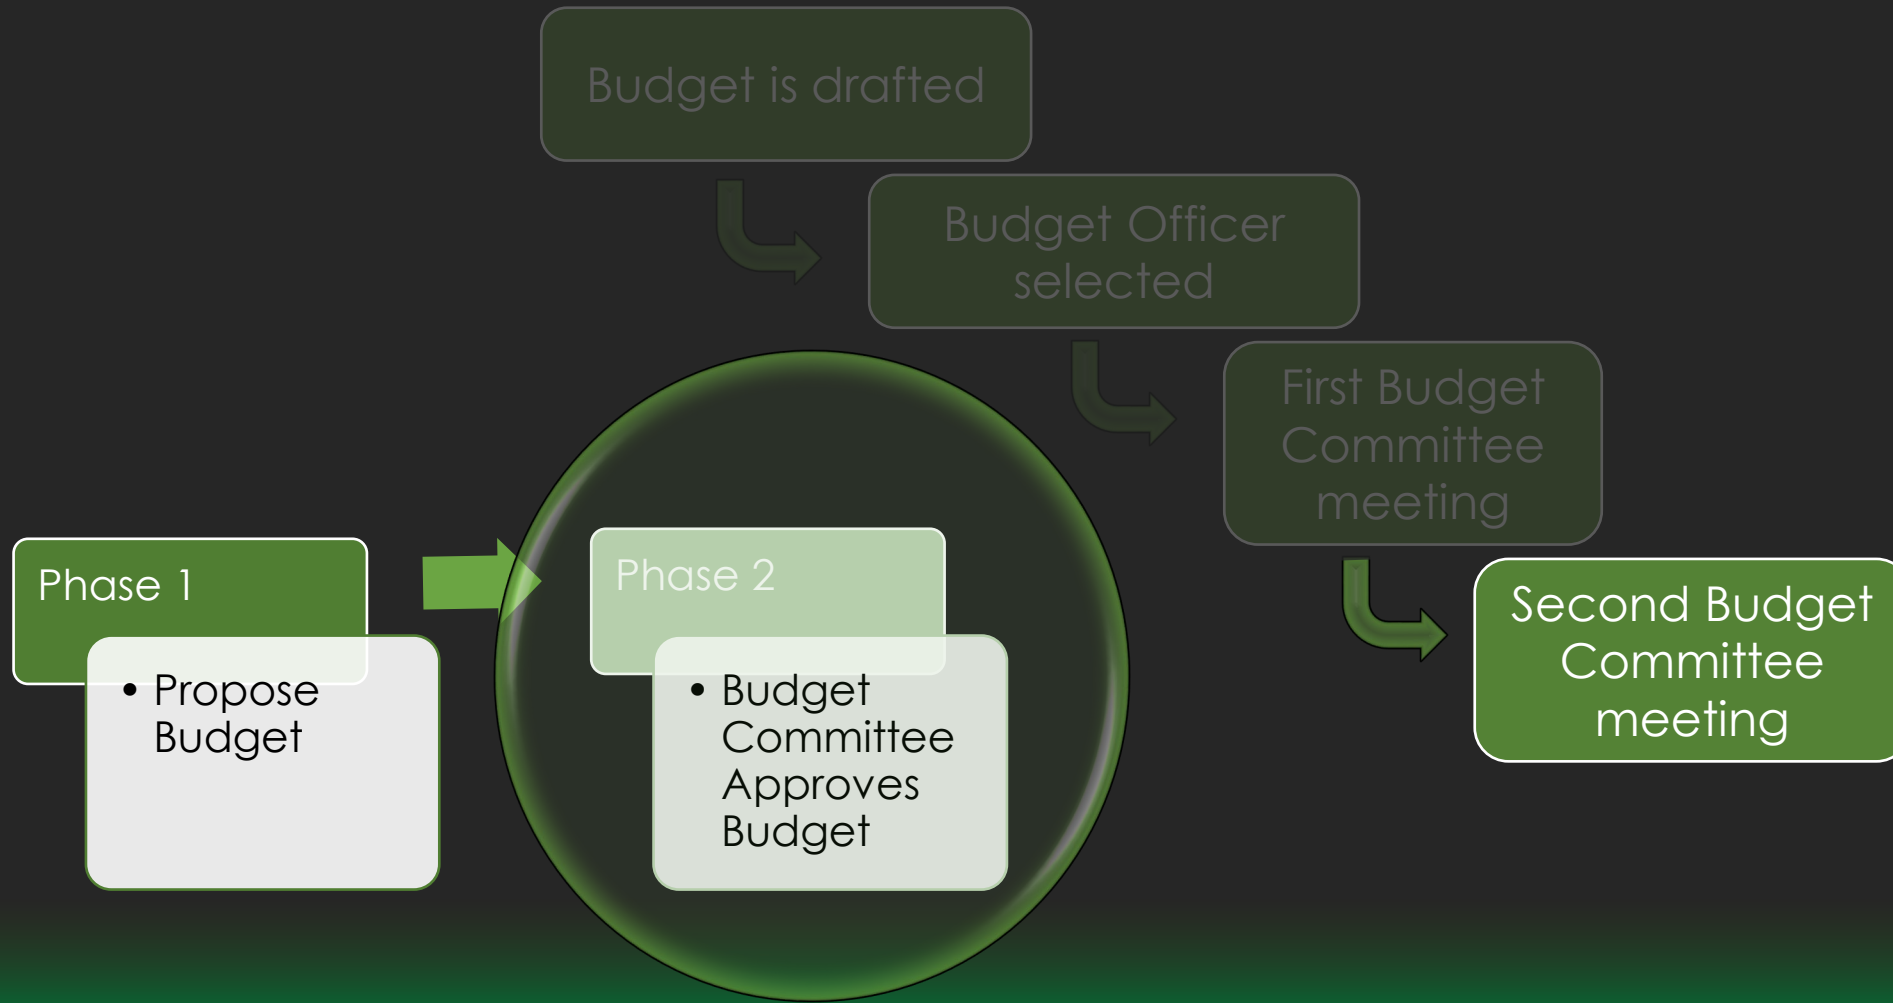 Budget is drafted
Budget Officer
selected
First Budget
Committee
meeting
Second Budget
Committee
meeting
Phase 1
• Propose
Budget
Phase 2
• Budget
Committee
Approves
Budget